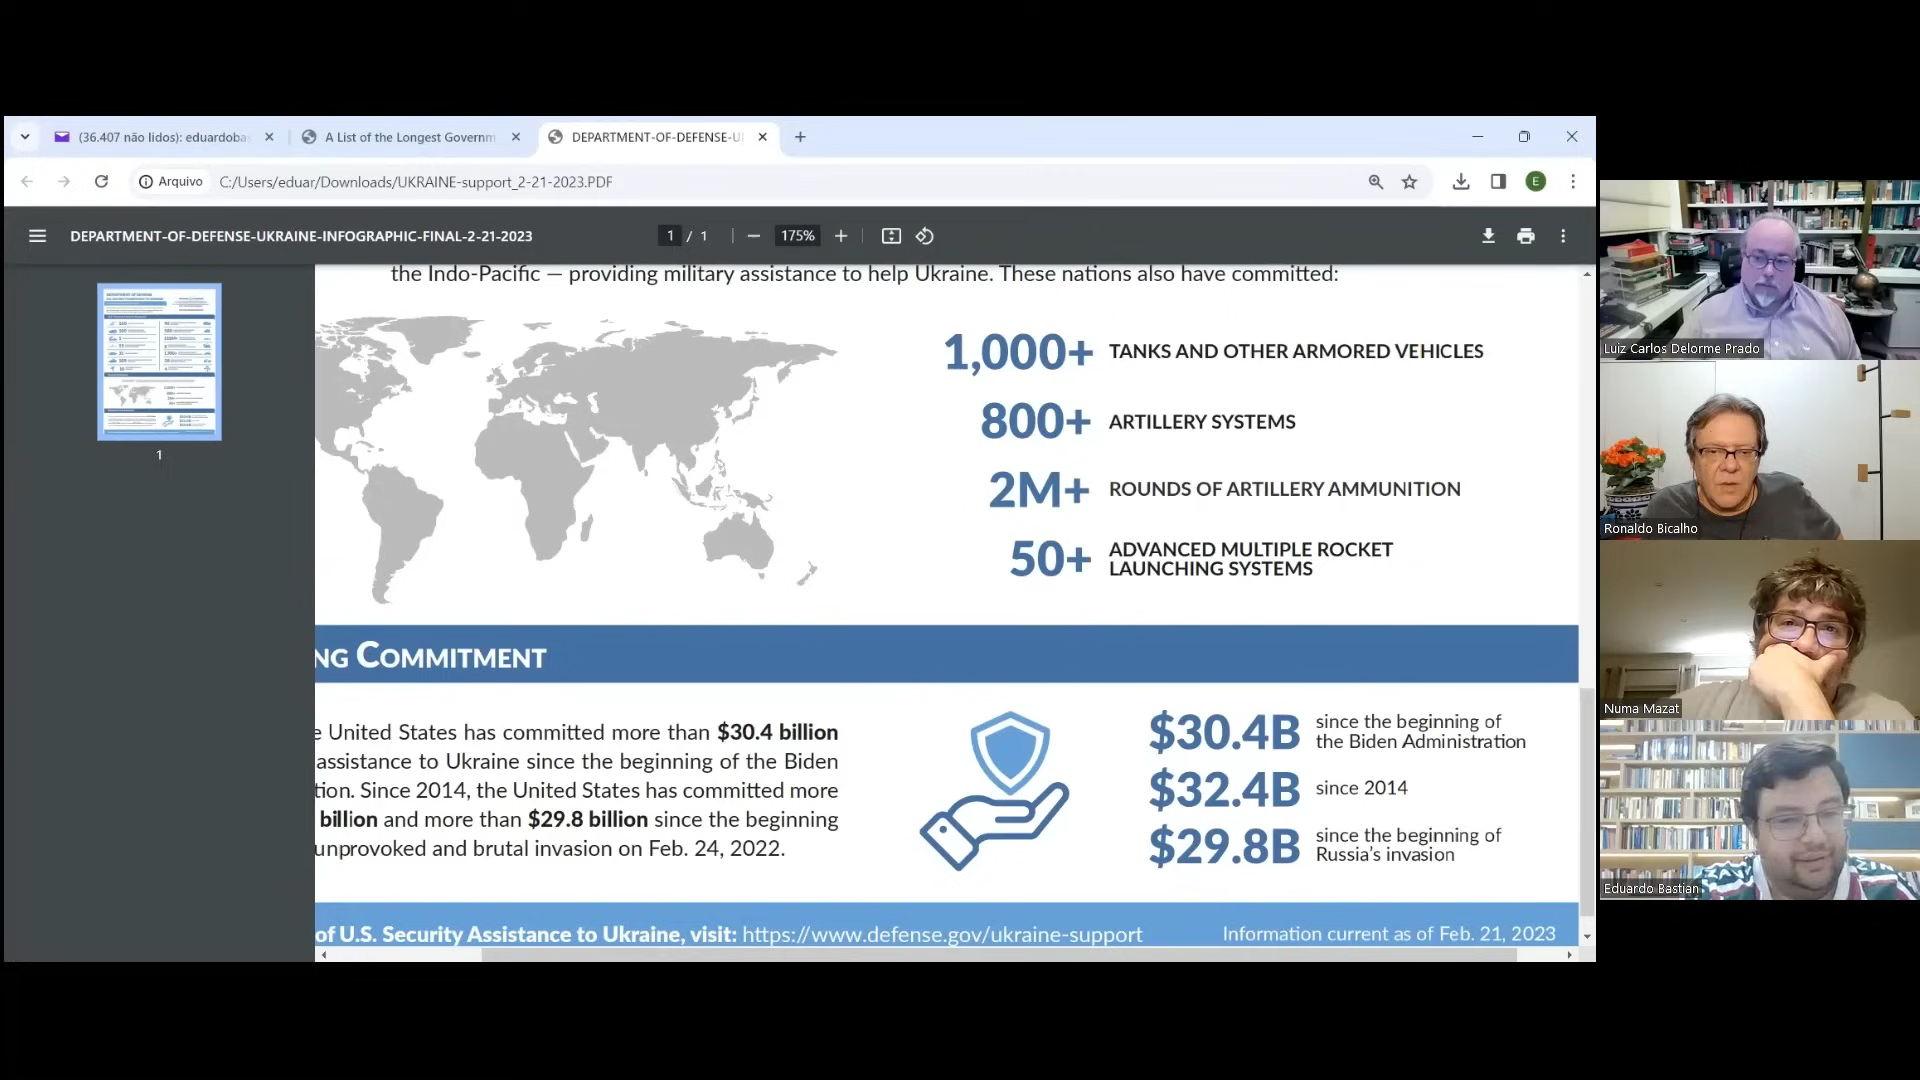 (36.407 não lidos): eduardoba
A List of the Longest Governm
DEPARTMENT-OF-DEFENSE-U
Arquivo
C:/Users/eduar/Downloads/UKRAINE-support_2-21-2023.PDF
E
DEPARTMENT-OF-DEFENSE-UKRAINE-INFOGRAPHIC-FINAL-2-21-2023
1 / 1
175%
1
the Indo-Pacific — providing military assistance to help Ukraine. These nations also have committed:
1,000+ TANKS AND OTHER ARMORED VEHICLES
800+ ARTILLERY SYSTEMS
2M+ ROUNDS OF ARTILLERY AMMUNITION
50+ ADVANCED MULTIPLE ROCKET
LAUNCHING SYSTEMS
NG COMMITMENT
e United States has committed more than $30.4 billion
assistance to Ukraine since the beginning of the Biden
tion. Since 2014, the United States has committed more
billion and more than $29.8 billion since the beginning
unprovoked and brutal invasion on Feb. 24, 2022.
$30.4B since the beginning of
the Biden Administration
$32.4B since 2014
$29.8B since the beginning of
Russia's invasion
of U.S. Security Assistance to Ukraine, visit: https://www.defense.gov/ukraine-support
Information current as of Feb. 21, 2023
Luiz Carlos Delorme Prado
Ronaldo Bicalho
Numa Mazat
Eduardo Bastian